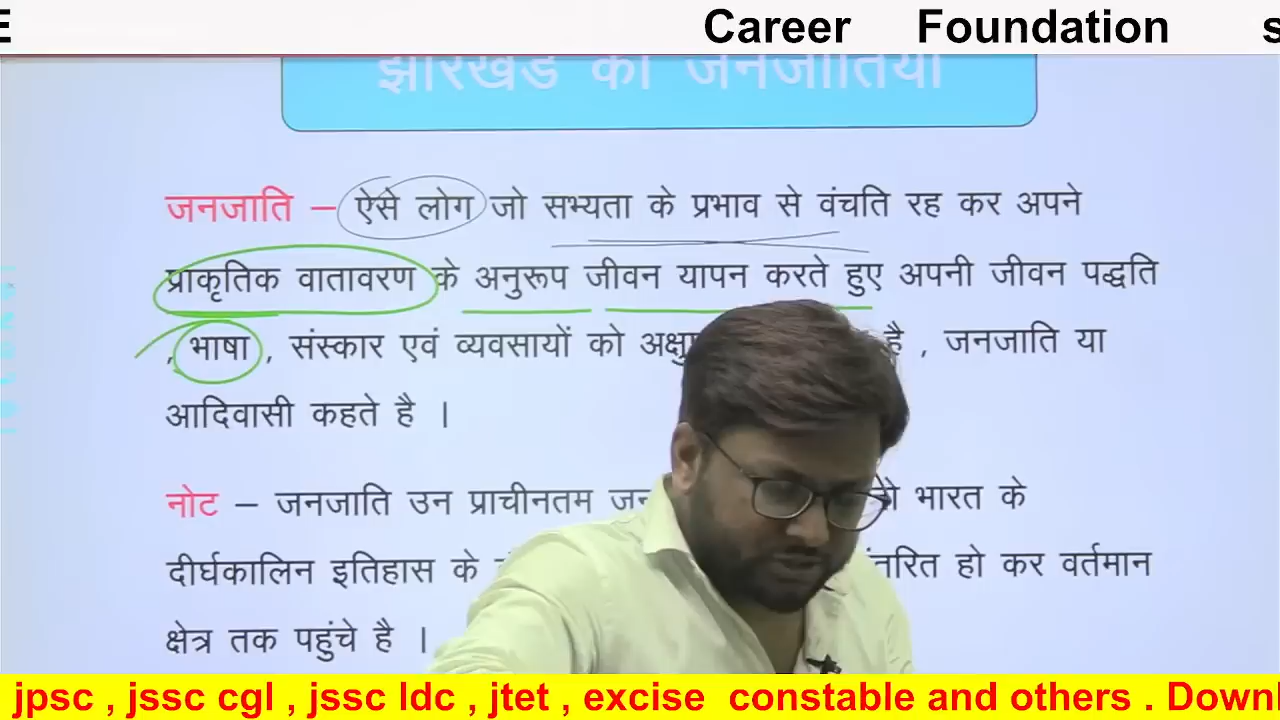 Career Foundation
झारखंड की जनजातियाँ
जनजाति – ऐसे लोग जो सभ्यता के प्रभाव से वंचति रह कर अपने
प्राकृतिक वातावरण के अनुरूप जीवन यापन करते हुए अपनी जीवन पद्धति
, भाषा , संस्कार एवं व्यवसायों को है , जनजाति या
आदिवासी कहते है ।
नोट – जनजाति उन प्राचीनतम भारत के
दीर्घकालिन इतिहास के हो कर वर्तमान
क्षेत्र तक पहुंचे है ।
jpsc , jssc cgl , jssc ldc , jtet , excise constable and others .